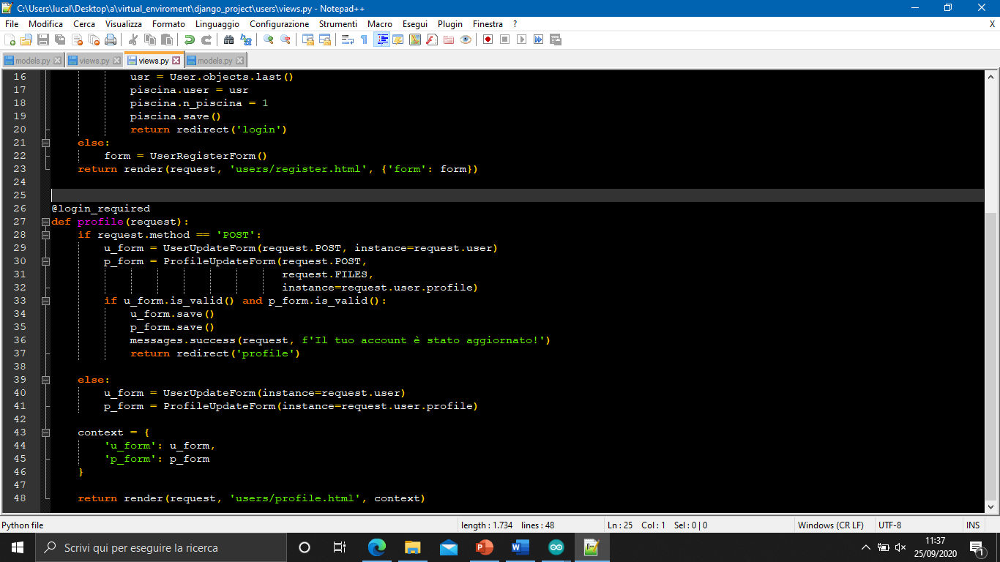 C:\Users\lucal\Desktop\a\virtual_enviroment\django_project\users\views.py - Notepad++
File Modifica Cerca Visualizza Formato Linguaggio Configurazione Strumenti Macro Esegui Plugin Finestra ? X
models.py views.py views.py models.py
16 usr = User.objects.last()
17 piscina.user = usr
18 piscina.n_piscina = 1
19 piscina.save()
20 return redirect('login')
21 else:
22 form = UserRegisterForm()
23 return render(request, 'users/register.html', {'form': form})
24
25
26 @login_required
27 def profile(request):
28 if request.method == 'POST':
29 u_form = UserUpdateForm(request.POST, instance=request.user)
30 p_form = ProfileUpdateForm(request.POST,
31 request.FILES,
32 instance=request.user.profile)
33 if u_form.is_valid() and p_form.is_valid():
34 u_form.save()
35 p_form.save()
36 messages.success(request, f'Il tuo account è stato aggiornato!')
37 return redirect('profile')
38
39 else:
40 u_form = UserUpdateForm(instance=request.user)
41 p_form = ProfileUpdateForm(instance=request.user.profile)
42
43 context = {
44 'u_form': u_form,
45 'p_form': p_form
46 }
47
48 return render(request, 'users/profile.html', context)
Python file length : 1.734 lines : 48 Ln : 25 Col : 1 Sel : 0 | 0 Windows (CR LF) UTF-8 INS
Scrivi qui per eseguire la ricerca
11:37
25/09/2020
1